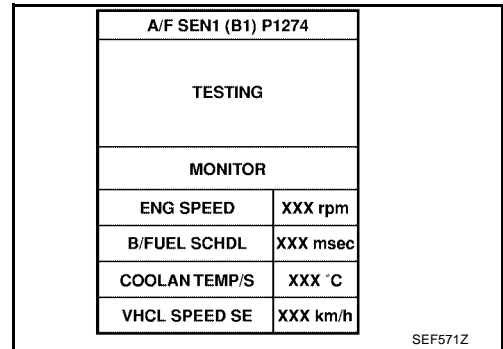 A/F SEN1 (B1) P1274
TESTING
MONITOR
ENG SPEED XXX rpm
B/FUEL SCHDL XXX msec
COOLAN TEMP/S XXX °C
VHCL SPEED SE XXX km/h
SEF571Z